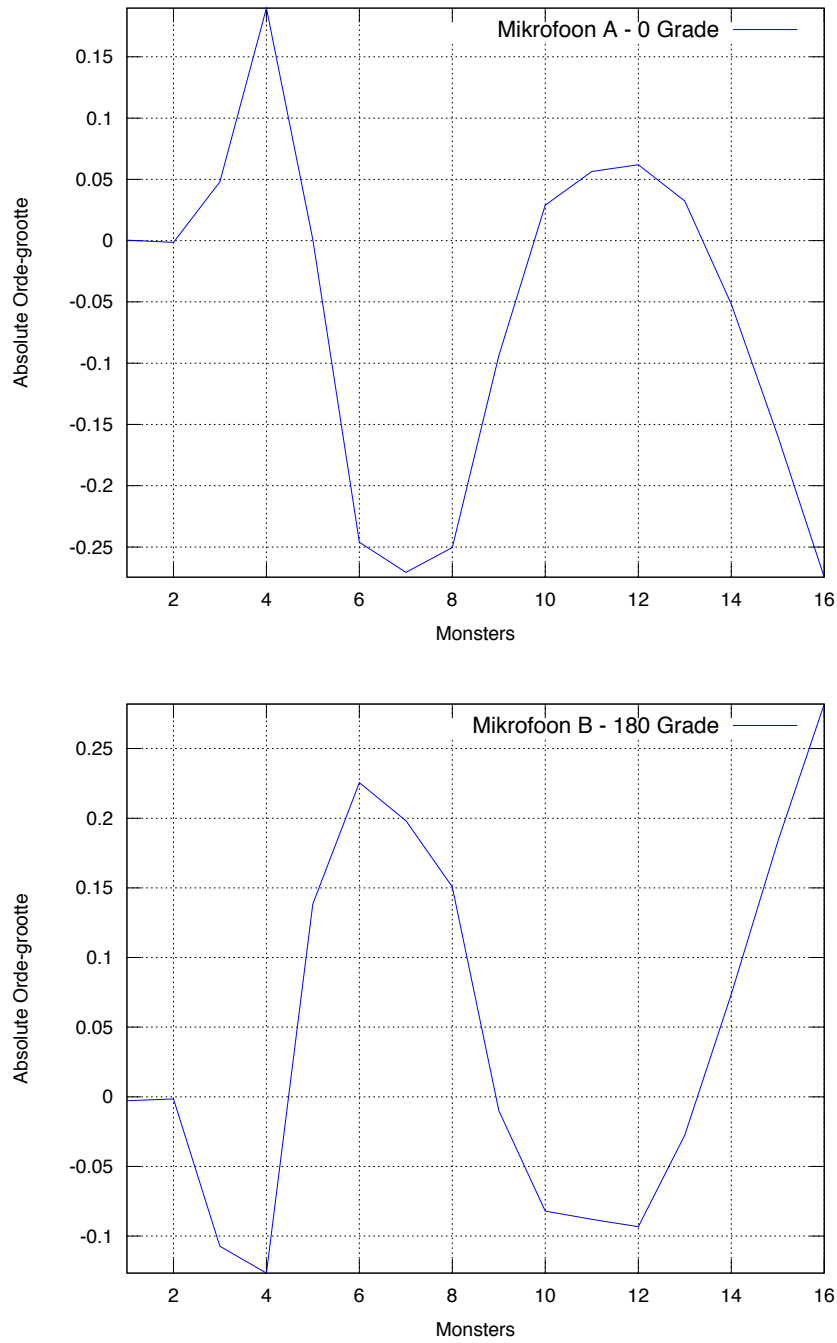 Mikrofoon A - 0 Grade
0.15
0.1
0.05
0
-0.05
-0.1
-0.15
-0.2
-0.25
Absolute Orde-grootte
2 4 6 8 10 12 14 16
Monsters
Mikrofoon B - 180 Grade
0.25
0.2
0.15
0.1
0.05
0
-0.05
-0.1
Absolute Orde-grootte
2 4 6 8 10 12 14 16
Monsters